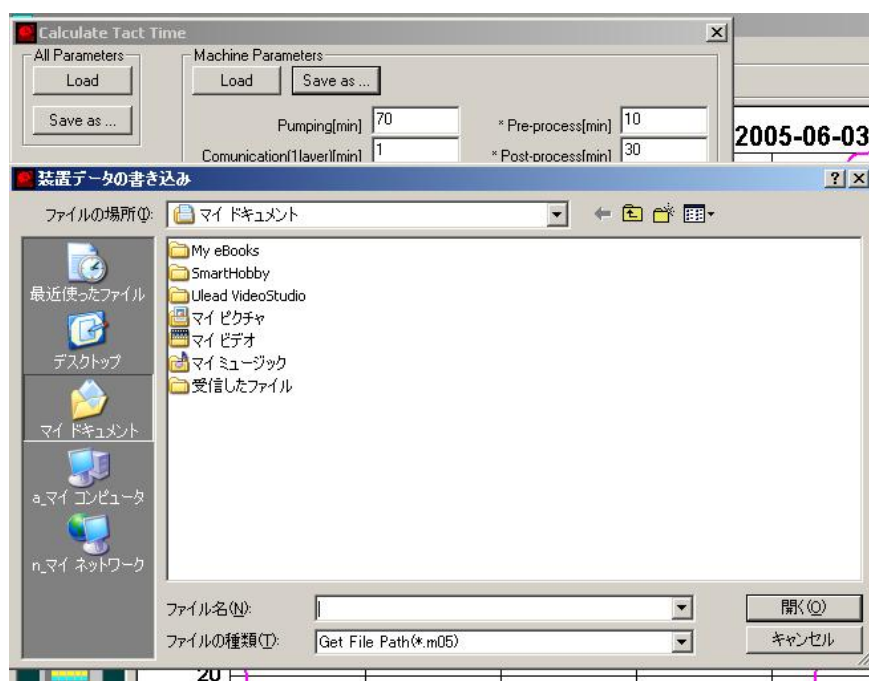 Calculate Tact Time
All Parameters
Machine Parameters
Load
Load
Save as ...
Save as ...
Pumping[min]
70
* Pre-process[min]
10
Comunication(1layer)[min]
1
* Post-process[min]
30
2005-06-03
装置データの書き込み
ファイルの場所(I):
マイ ドキュメント
最近使ったファイル
デスクトップ
マイ ドキュメント
a_マイ コンピュータ
n_マイ ネットワーク
My eBooks
SmartHobby
Ulead VideoStudio
マイ ピクチャ
マイ ビデオ
マイ ミュージック
受信したファイル
ファイル名(N):
開く(O)
ファイルの種類(T):
Get File Path(*.m05)
キャンセル
20